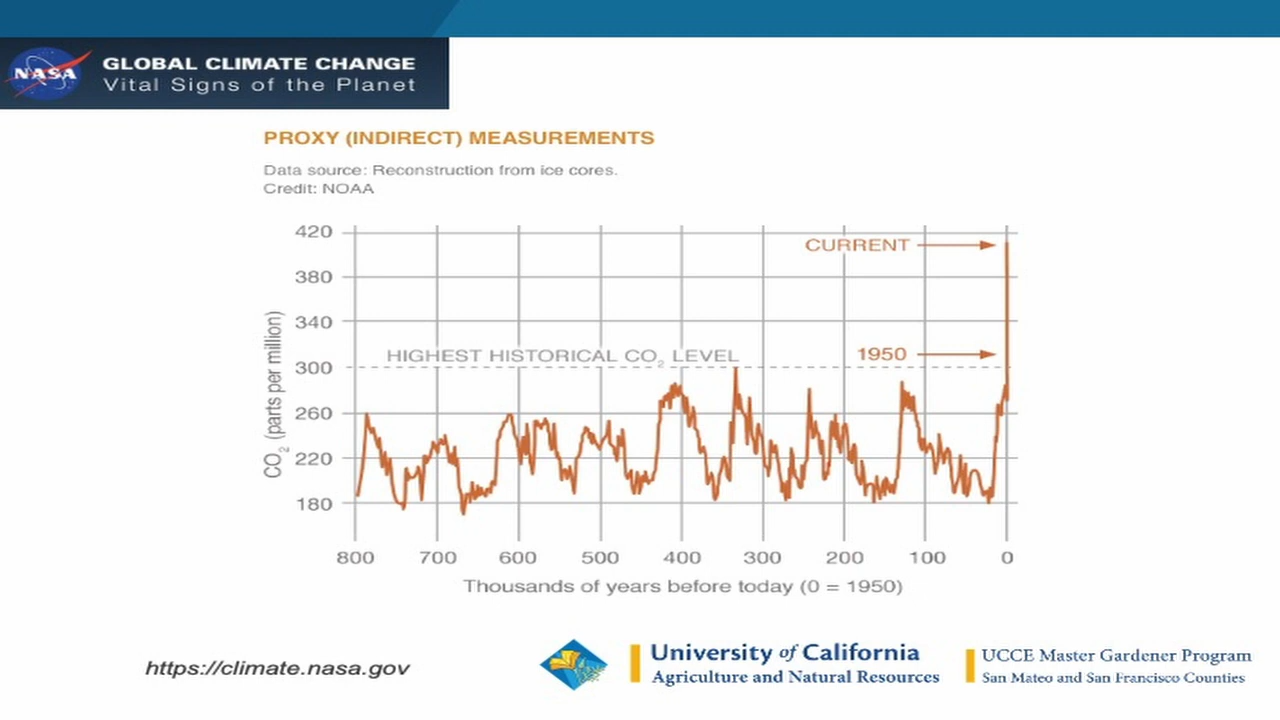 NASA
GLOBAL CLIMATE CHANGE
Vital Signs of the Planet
PROXY (INDIRECT) MEASUREMENTS
Data source: Reconstruction from ice cores.
Credit: NOAA
CO₂ (parts per million)
420
380
340
300
260
220
180
CURRENT
HIGHEST HISTORICAL CO₂ LEVEL
1950
800 700 600 500 400 300 200 100 0
Thousands of years before today (0 = 1950)
https://climate.nasa.gov
University of California
Agriculture and Natural Resources
UCCE Master Gardener Program
San Mateo and San Francisco Counties